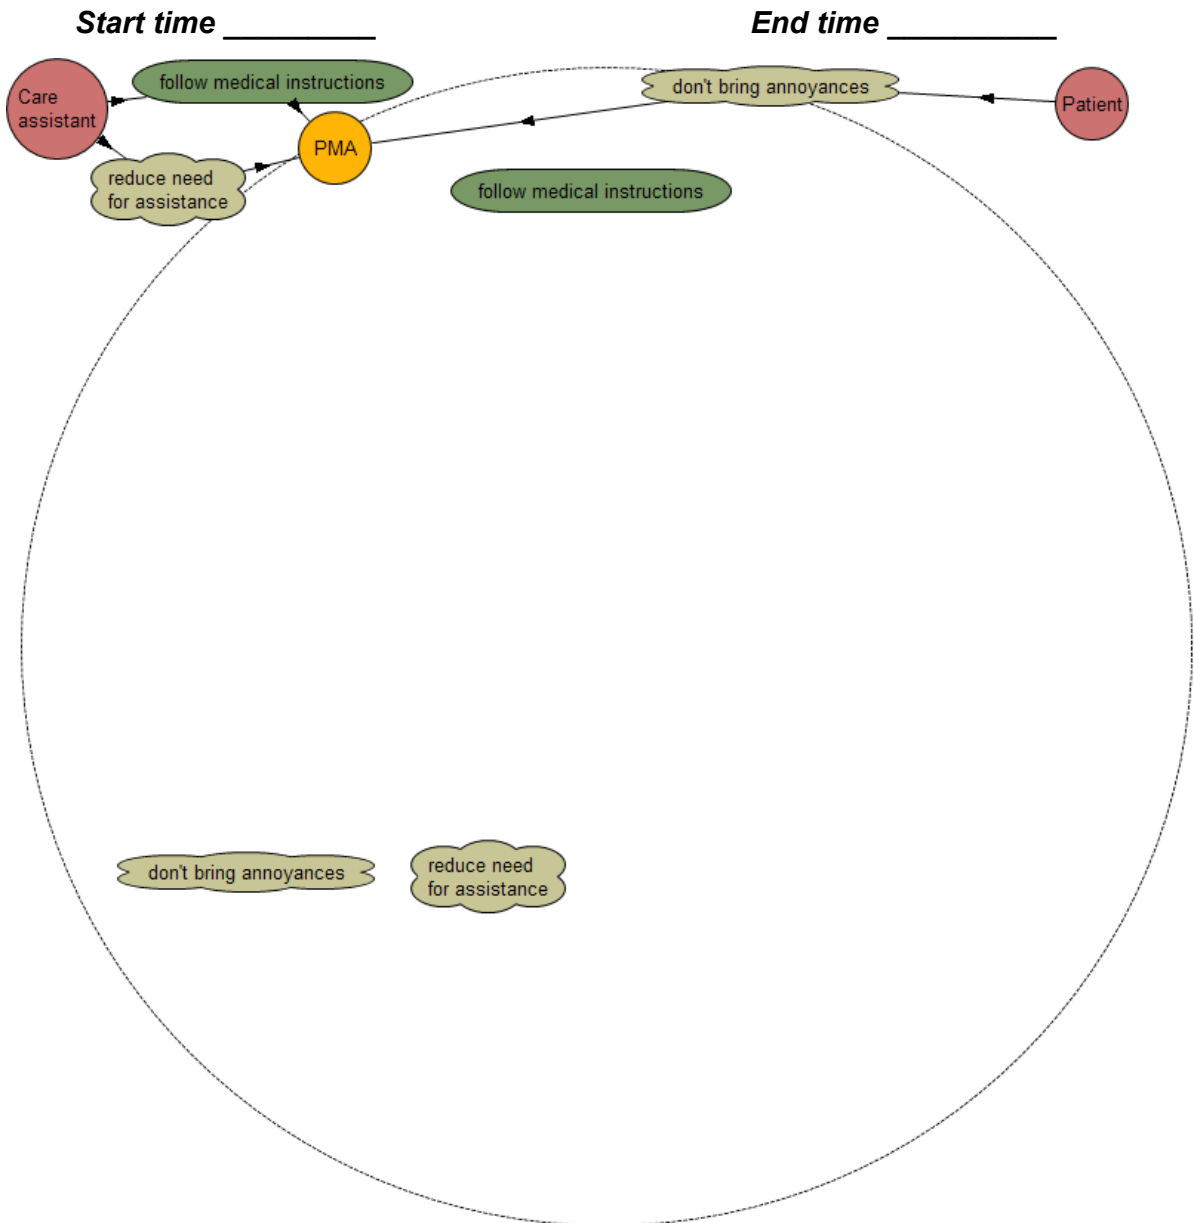 Start time _________
End time __________
follow medical instructions
don't bring annoyances
Care
assistant
Patient
PMA
reduce need
for assistance
follow medical instructions
don't bring annoyances
reduce need
for assistance